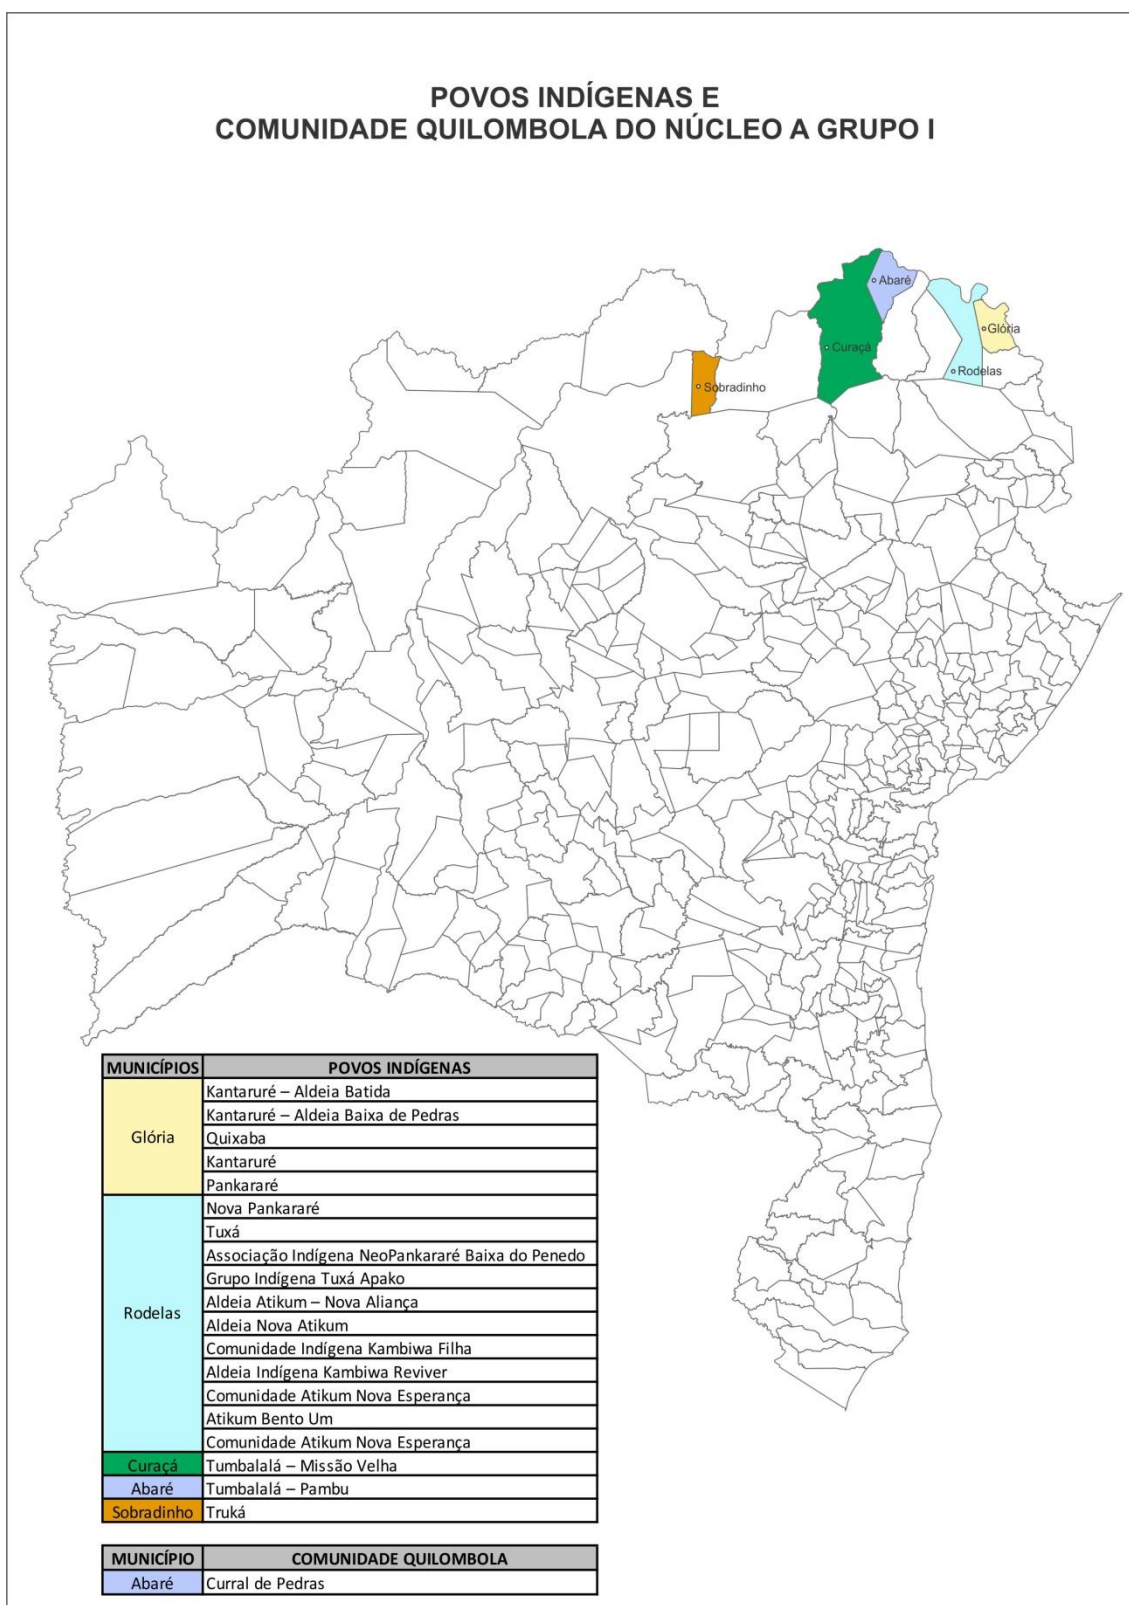 POVOS INDÍGENAS E
COMUNIDADE QUILOMBOLA DO NÚCLEO A GRUPO I
Abaré
Glória
Curaçá
Rodelas
Sobradinho
MUNICÍPIOS POVOS INDÍGENAS
Glória
Kantaruré – Aldeia Batida
Kantaruré – Aldeia Baixa de Pedras
Quixaba
Kantaruré
Pankararé
Rodelas
Nova Pankararé
Tuxá
Associação Indígena NeoPankararé Baixa do Penedo
Grupo Indígena Tuxá Apako
Aldeia Atikum – Nova Aliança
Aldeia Nova Atikum
Comunidade Indígena Kambiwa Filha
Aldeia Indígena Kambiwa Reviver
Comunidade Atikum Nova Esperança
Atikum Bento Um
Comunidade Atikum Nova Esperança
Curaçá Tumbalalá – Missão Velha
Abaré Tumbalalá – Pambu
Sobradinho Truká
MUNICÍPIO COMUNIDADE QUILOMBOLA
Abaré Curral de Pedras